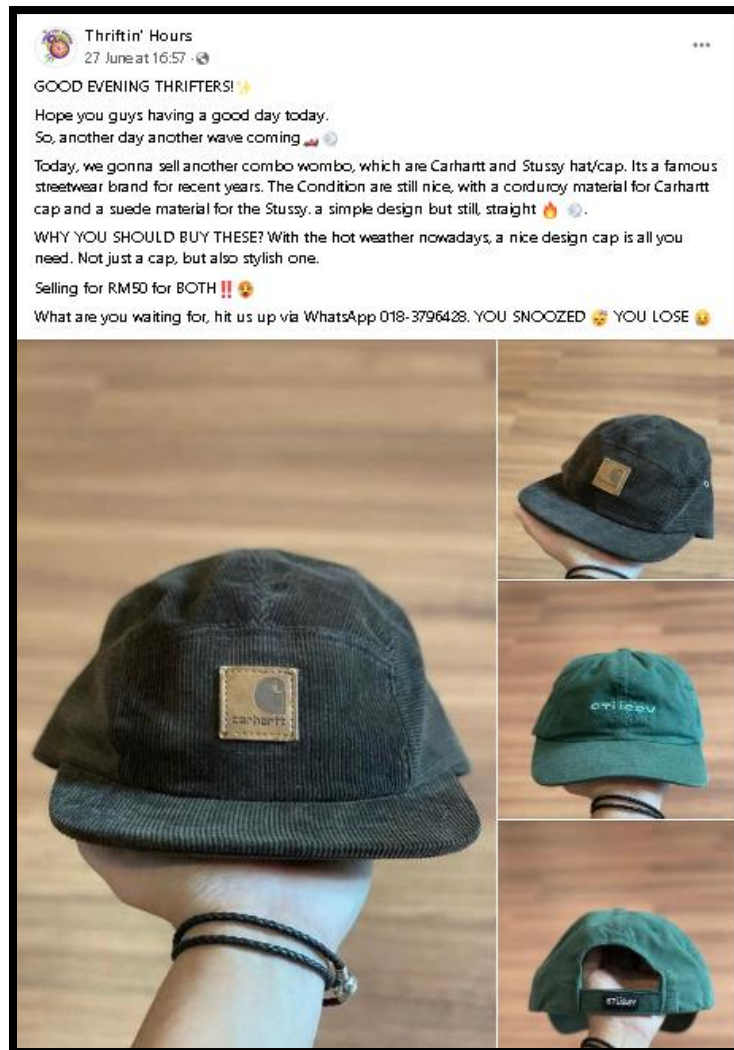 Thriftin' Hours
27 June at 16:57 ·
GOOD EVENING THRIFTERS!✨
Hope you guys having a good day today.
So, another day another wave coming 🏎️💨
Today, we gonna sell another combo wombo, which are Carhartt and Stussy hat/cap. Its a famous
streetwear brand for recent years. The Condition are still nice, with a corduroy material for Carhartt
cap and a suede material for the Stussy. a simple design but still, straight 🔥 💨.
WHY YOU SHOULD BUY THESE? With the hot weather nowadays, a nice design cap is all you
need. Not just a cap, but also stylish one.
Selling for RM50 for BOTH‼️ 🥵
What are you waiting for, hit us up via WhatsApp 018-3796428. YOU SNOOZED 😴 YOU LOSE 😖
carhartt
STÜSSY
STÜSSY